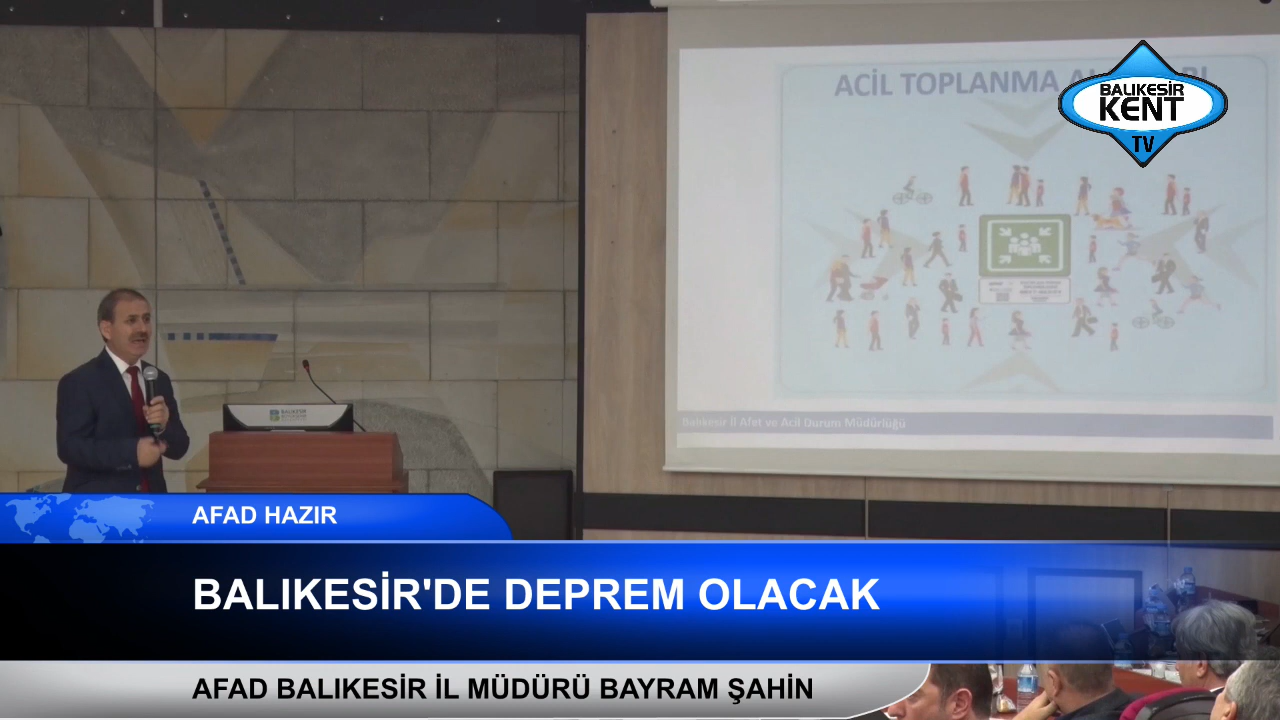 ACİL TOPLANMA
BALIKESİR
KENT
TV
BALIKESİR
Balıkesir İl Afet ve Acil Durum Müdürlüğü
AFAD HAZIR
BALIKESİR'DE DEPREM OLACAK
AFAD BALIKESİR İL MÜDÜRÜ BAYRAM ŞAHİN